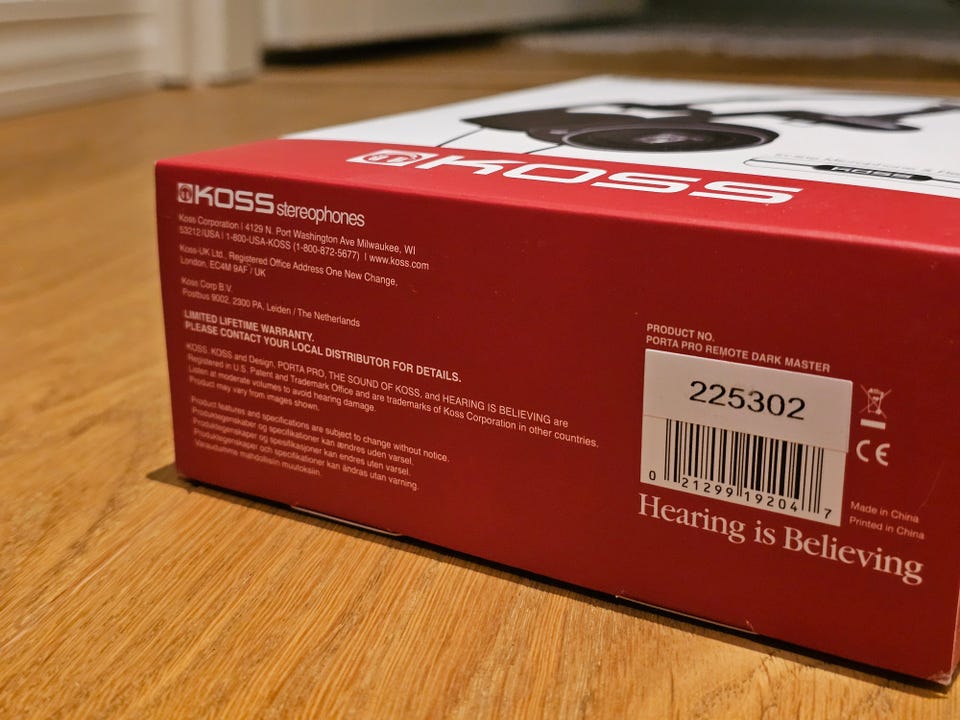 KOSS
KOSS
KOSS stereophones
Koss Corporation | 4129 N. Port Washington Ave Milwaukee, WI
53212/USA | 1-800-USA-KOSS (1-800-872-5677) | www.koss.com
Koss-UK Ltd., Registered Office Address One New Change,
London, EC4M 9AF / UK
Koss Corp B.V.
Postbus 9002, 2300 PA, Leiden / The Netherlands
LIMITED LIFETIME WARRANTY.
PLEASE CONTACT YOUR LOCAL DISTRIBUTOR FOR DETAILS.
KOSS, KOSS and Design, PORTA PRO, THE SOUND OF KOSS, and HEARING IS BELIEVING are
Registered in U.S. Patent and Trademark Office and are trademarks of Koss Corporation in other countries.
Listen at moderate volumes to avoid hearing damage.
Product may vary from images shown.
Product features and specifications are subject to change without notice.
Produktegenskaber og specifikationer kan ændres uden varsel.
Produktegenskaper og spesifikasjoner kan endres uten varsel.
Produktegenskaper och specifikationer kan ändras utan varning.
Varustumme mahdollisiin muutoksiin.
PRODUCT NO.
PORTA PRO REMOTE DARK MASTER
225302
0 21299 19204 7
CE
Made in China
Printed in China
Hearing is Believing